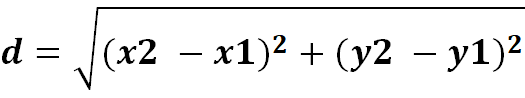 d = √(x2 − x1)² + (y2 − y1)²